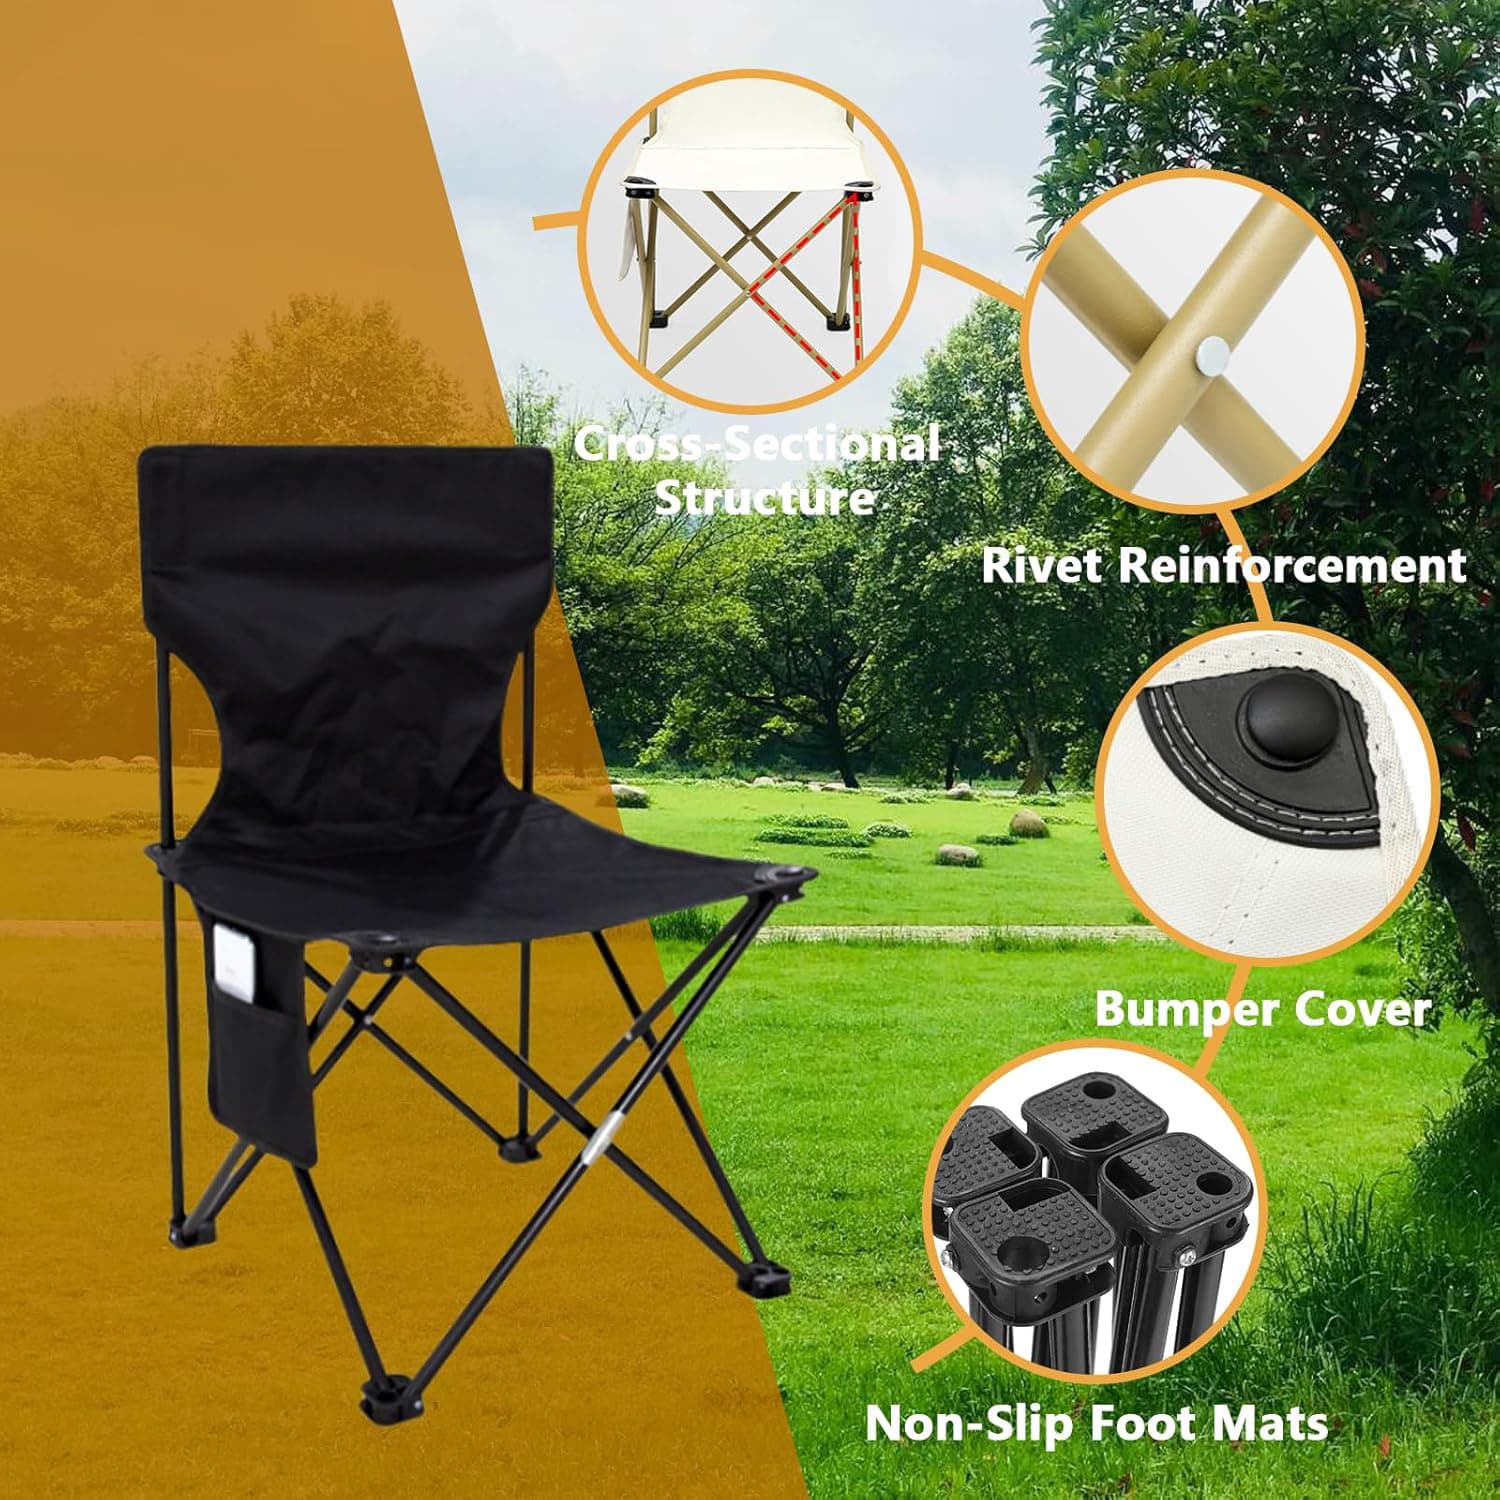 Cross-Sectional
Structure
Rivet Reinforcement
Bumper Cover
Non-Slip Foot Mats